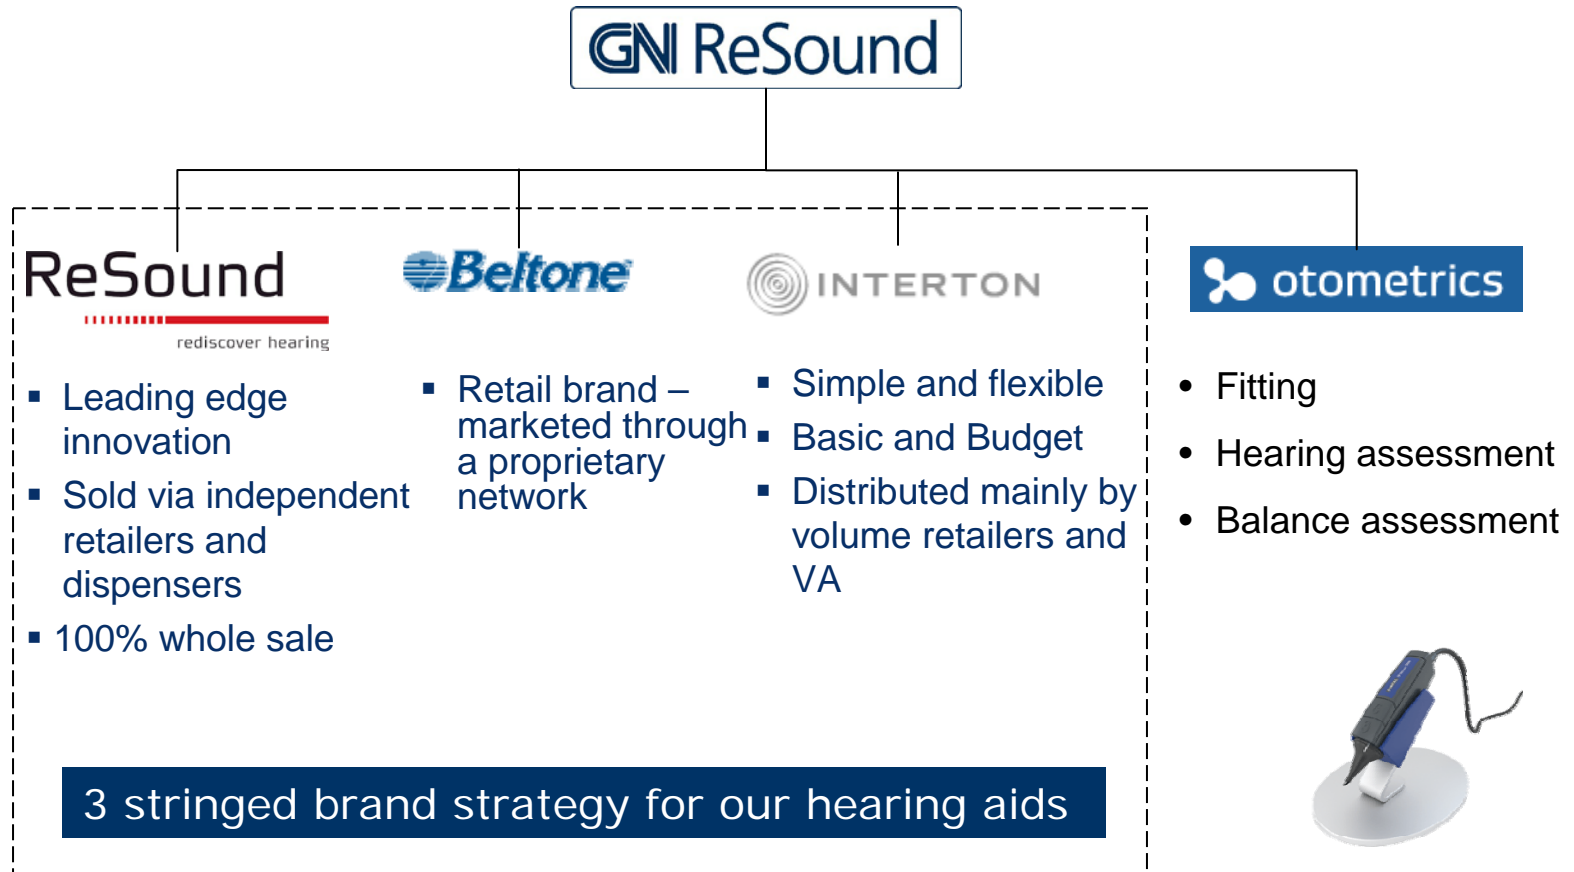 GN ReSound
ReSound
rediscover hearing
▪ Leading edge
innovation
▪ Sold via independent
retailers and
dispensers
▪ 100% whole sale
Beltone
▪ Retail brand –
marketed through
a proprietary
network
INTERTON
▪ Simple and flexible
▪ Basic and Budget
▪ Distributed mainly by
volume retailers and
VA
otometrics
• Fitting
• Hearing assessment
• Balance assessment
3 stringed brand strategy for our hearing aids